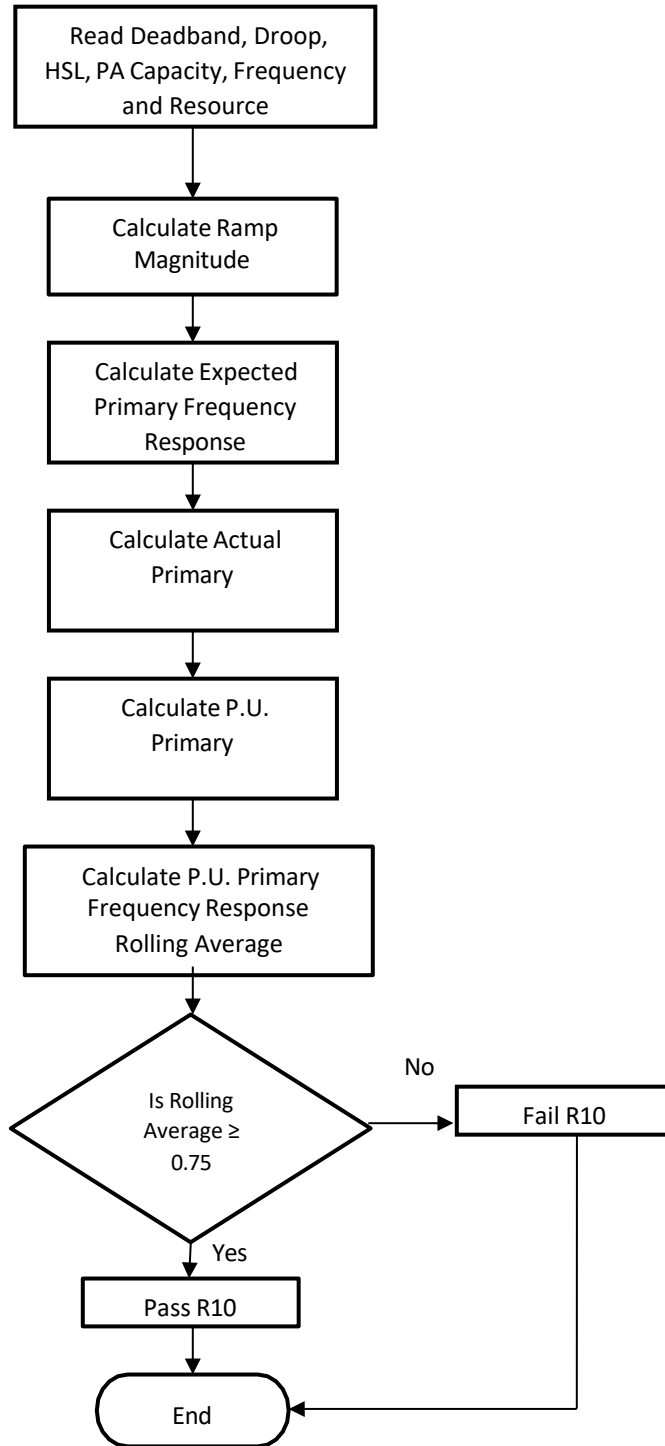 Read Deadband, Droop,
HSL, PA Capacity, Frequency
and Resource
Calculate Ramp
Magnitude
Calculate Expected
Primary Frequency
Response
Calculate Actual
Primary
Calculate P.U.
Primary
Calculate P.U. Primary
Frequency Response
Rolling Average
Is Rolling
Average ≥
0.75
No
Fail R10
Yes
Pass R10
End